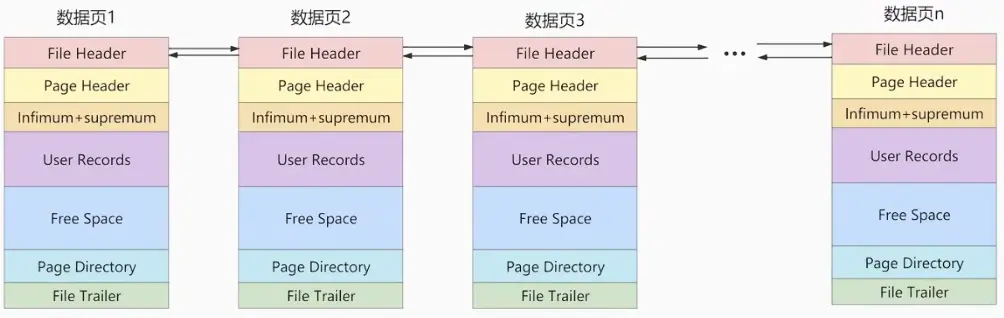 数据页1
File Header
Page Header
Infimum+supremum
User Records
Free Space
Page Directory
File Trailer
数据页2
File Header
Page Header
Infimum+supremum
User Records
Free Space
Page Directory
File Trailer
数据页3
File Header
Page Header
Infimum+supremum
User Records
Free Space
Page Directory
File Trailer
...
数据页n
File Header
Page Header
Infimum+supremum
User Records
Free Space
Page Directory
File Trailer